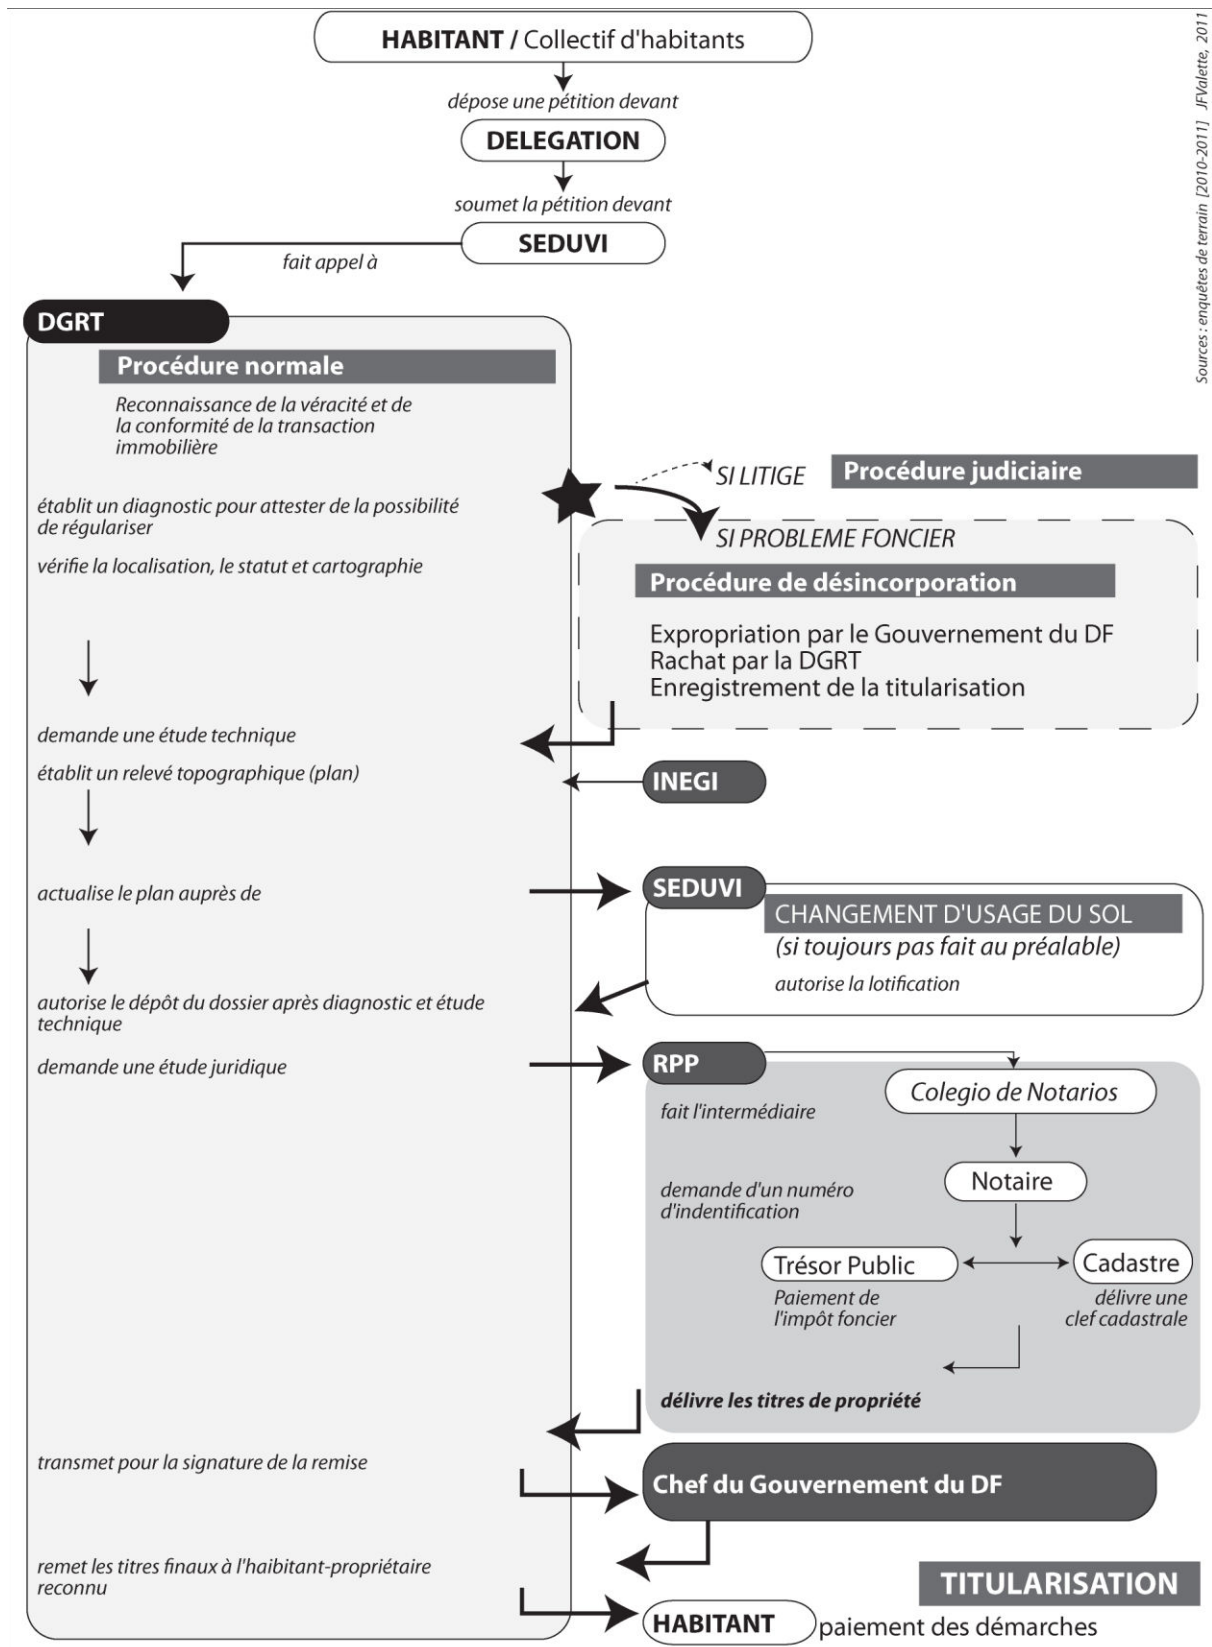 HABITANT / Collectif d'habitants
dépose une pétition devant
DELEGATION
soumet la pétition devant
SEDUVI
fait appel à
Sources : enquêtes de terrain [2010-2011] JFValette, 2011
DGRT
Procédure normale
Reconnaissance de la véracité et de
la conformité de la transaction
immobilière
SI LITIGE
Procédure judiciaire
établit un diagnostic pour attester de la possibilité
de régulariser
vérifie la localisation, le statut et cartographie
SI PROBLEME FONCIER
Procédure de désincorporation
Expropriation par le Gouvernement du DF
Rachat par la DGRT
Enregistrement de la titularisation
demande une étude technique
établit un relevé topographique (plan)
INEGI
actualise le plan auprès de
SEDUVI
CHANGEMENT D'USAGE DU SOL
(si toujours pas fait au préalable)
autorise la lotification
autorise le dépôt du dossier après diagnostic et étude
technique
demande une étude juridique
RPP
Colegio de Notarios
fait l'intermédiaire
Notaire
demande d'un numéro
d'indentification
Trésor Public
Cadastre
Paiement de
l'impôt foncier
délivre une
clef cadastrale
délivre les titres de propriété
transmet pour la signature de la remise
Chef du Gouvernement du DF
remet les titres finaux à l'haibitant-propriétaire
reconnu
TITULARISATION
HABITANT
paiement des démarches